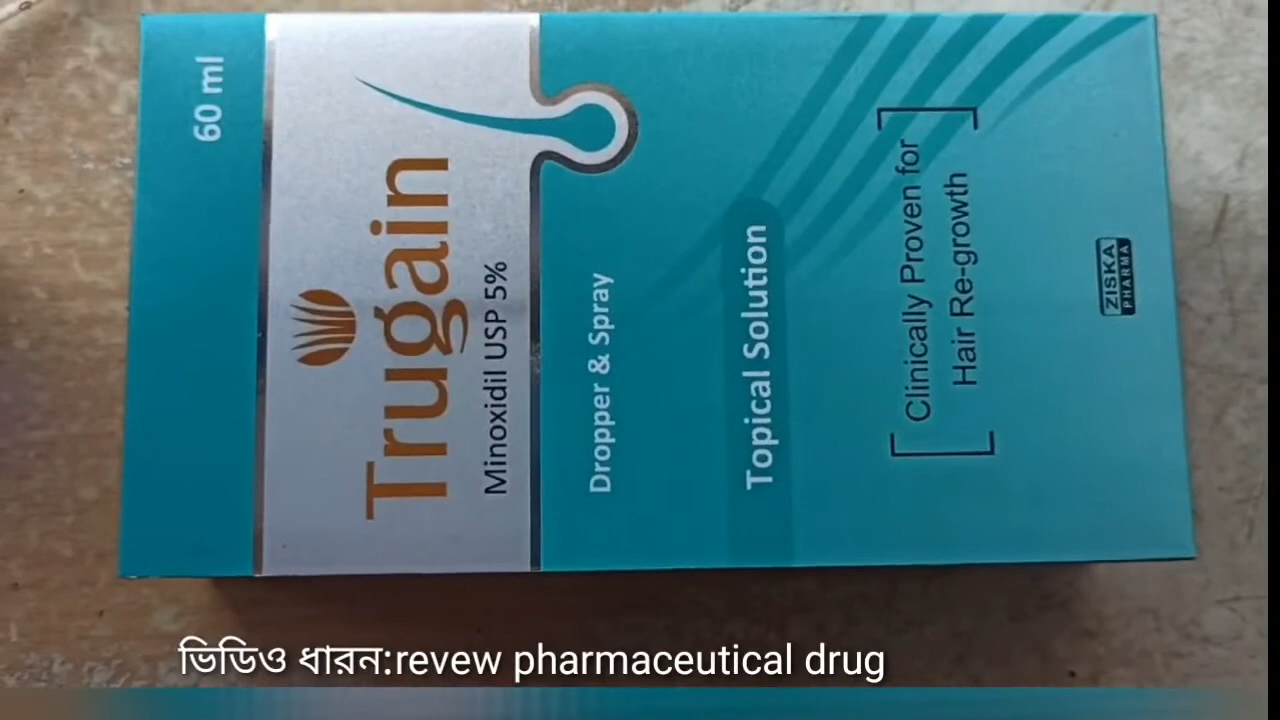 60 ml
Trugain
Minoxidil USP 5%
Dropper & Spray
Topical Solution
Clinically Proven for
Hair Re-growth
ZISKA
PHARMA
ভিডিও ধারন:revew pharmaceutical drug